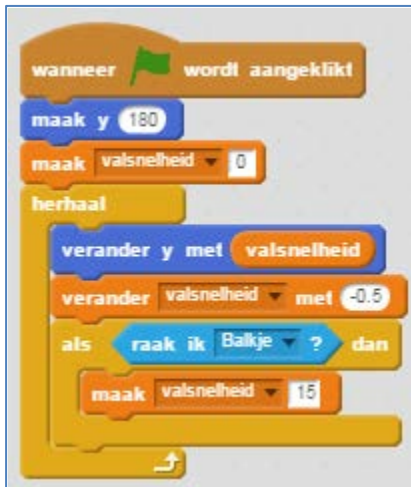 wanneer wordt aangeklikt
maak y 180
maak valsnelheid 0
herhaal
verander y met valsnelheid
verander valsnelheid met -0.5
als raak ik Balkje ? dan
maak valsnelheid 15